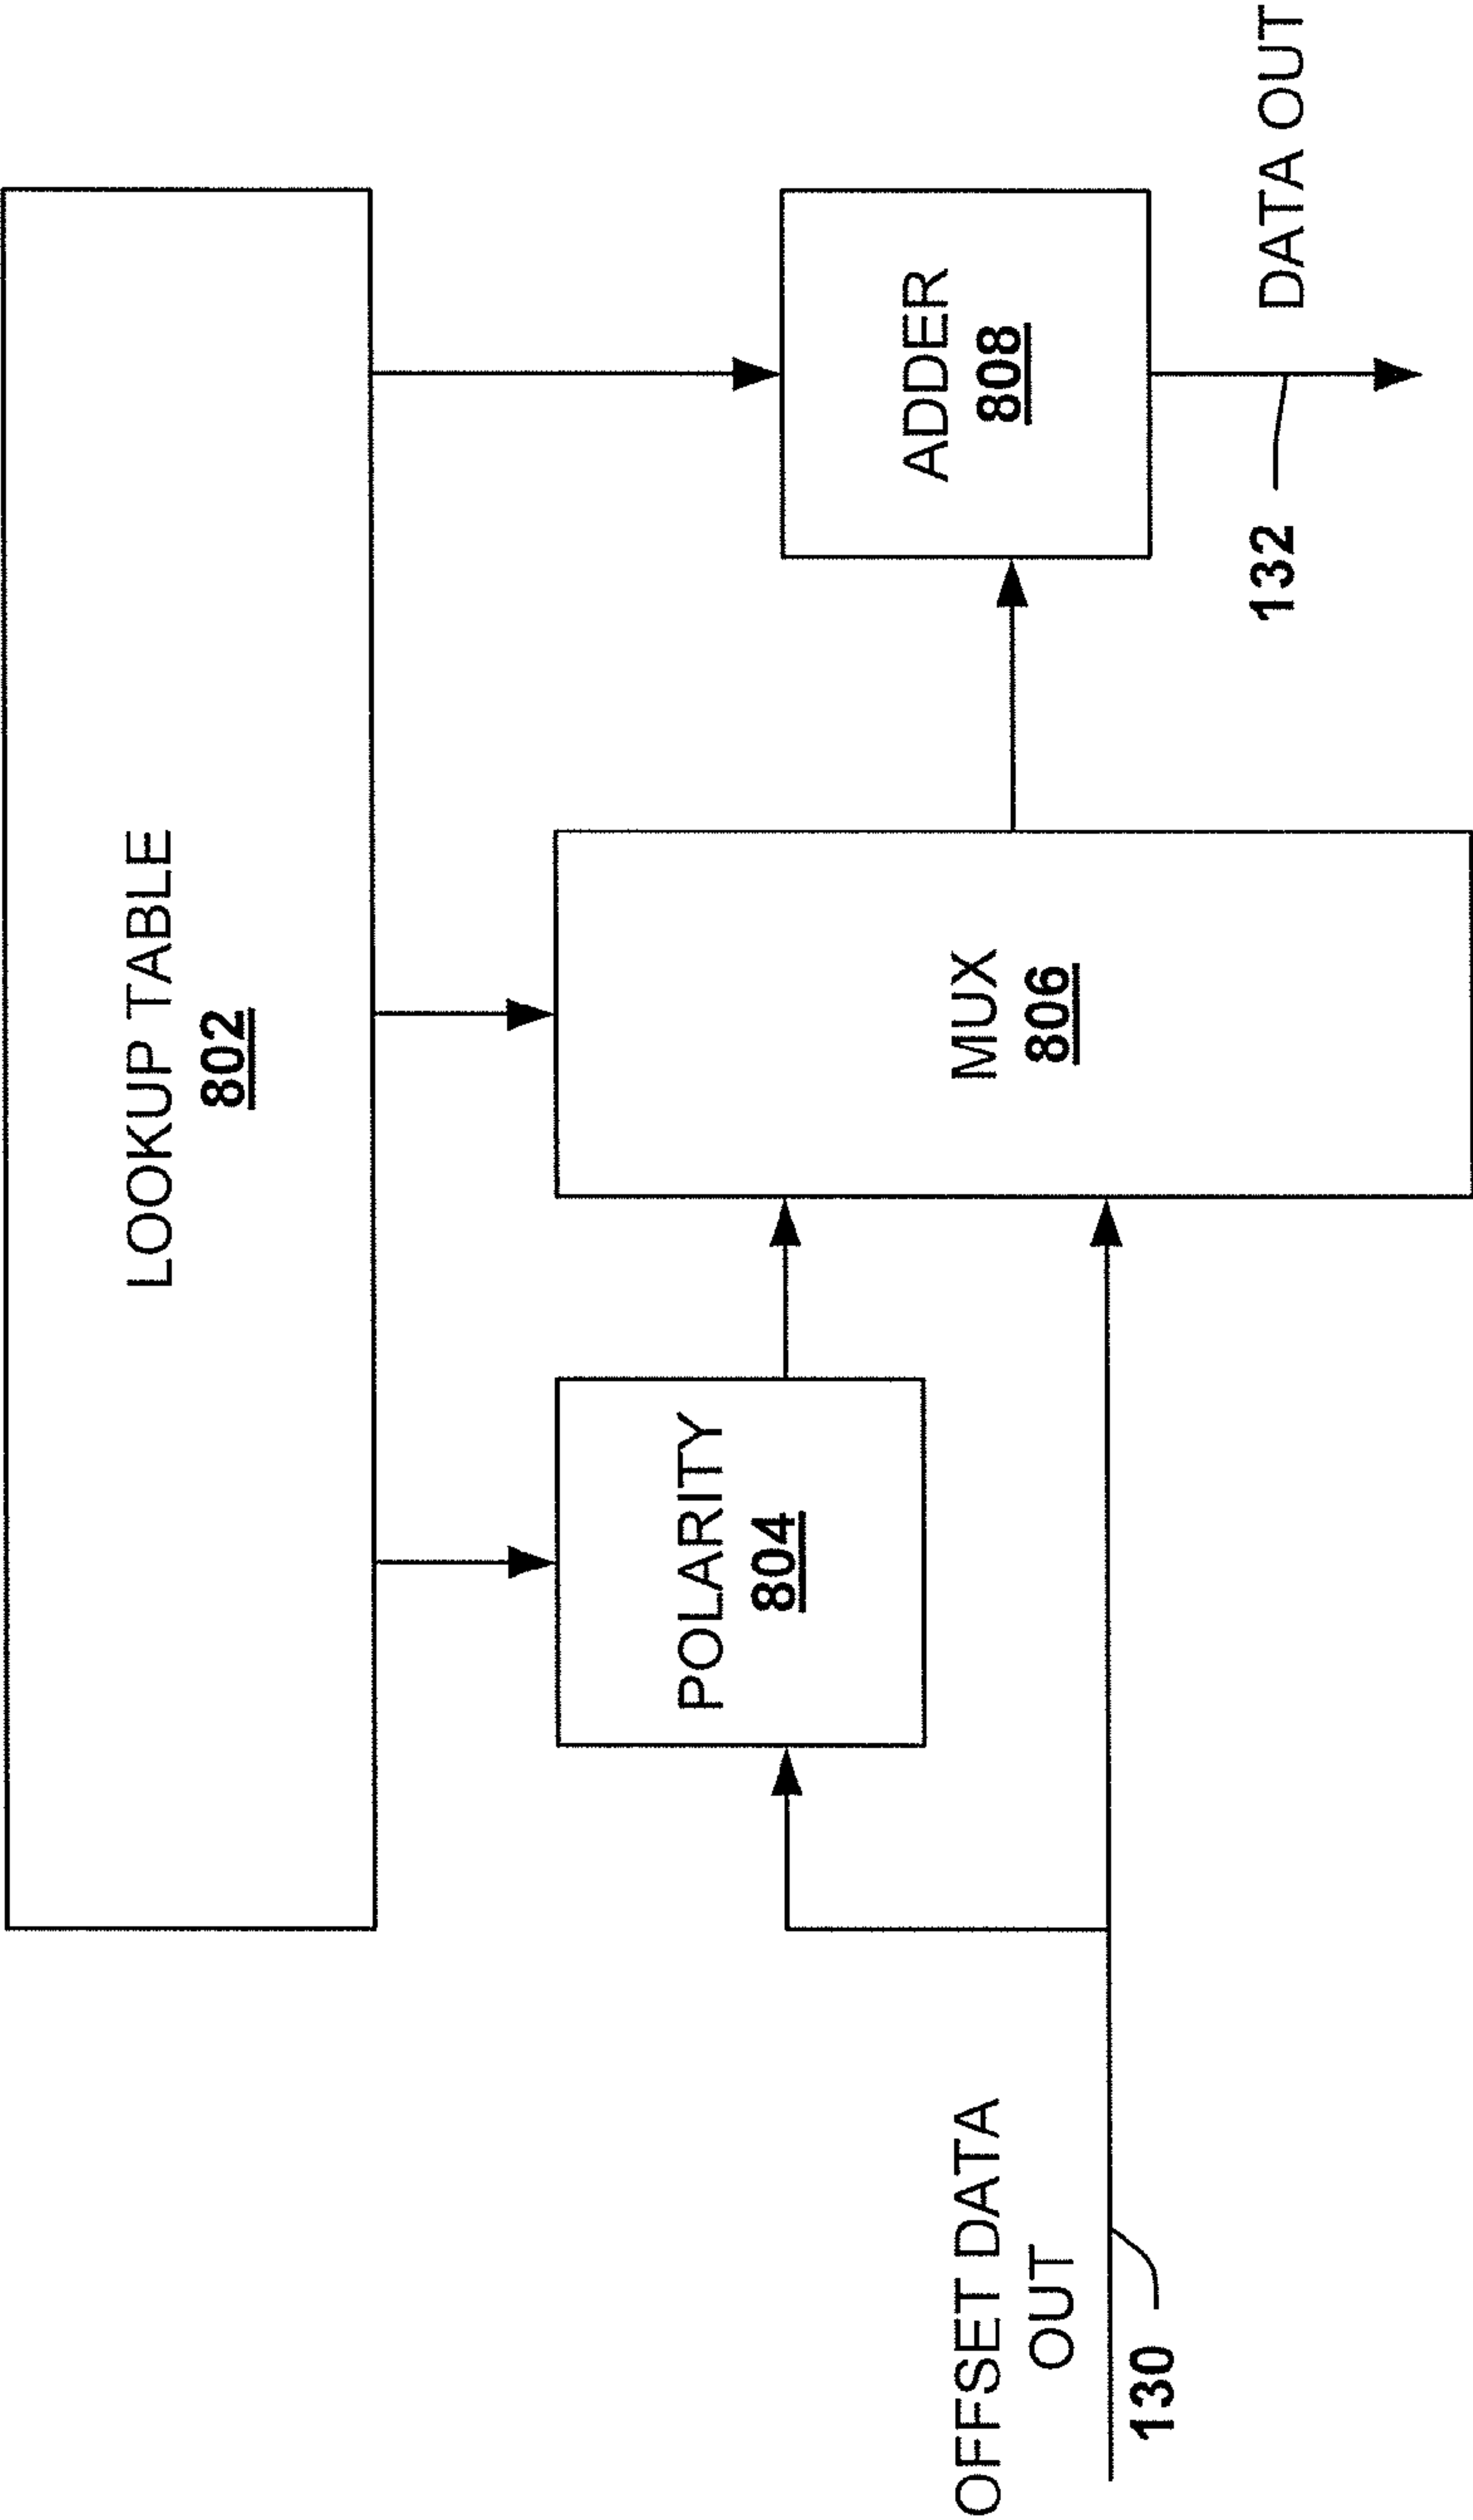 LOOKUP TABLE
802
POLARITY
804
MUX
806
ADDER
808
OFFSET DATA
OUT
130
132
DATA OUT